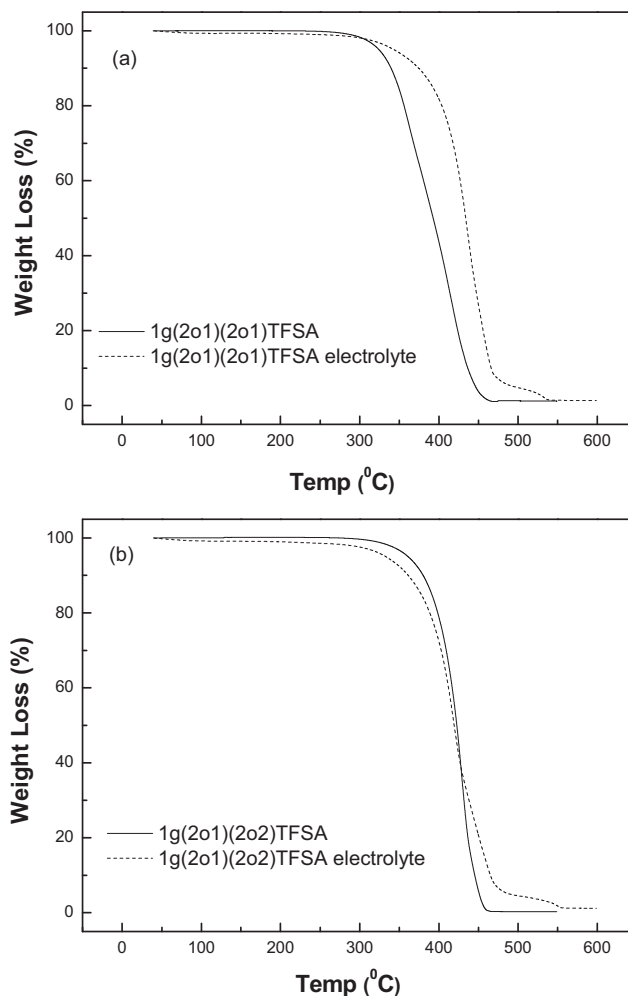 (a)
Weight Loss (%)
100
80
60
40
20
0
1g(2o1)(2o1)TFSA
1g(2o1)(2o1)TFSA electrolyte
0 100 200 300 400 500 600
Temp (⁰C)
(b)
Weight Loss (%)
100
80
60
40
20
0
1g(2o1)(2o2)TFSA
1g(2o1)(2o2)TFSA electrolyte
0 100 200 300 400 500 600
Temp (⁰C)